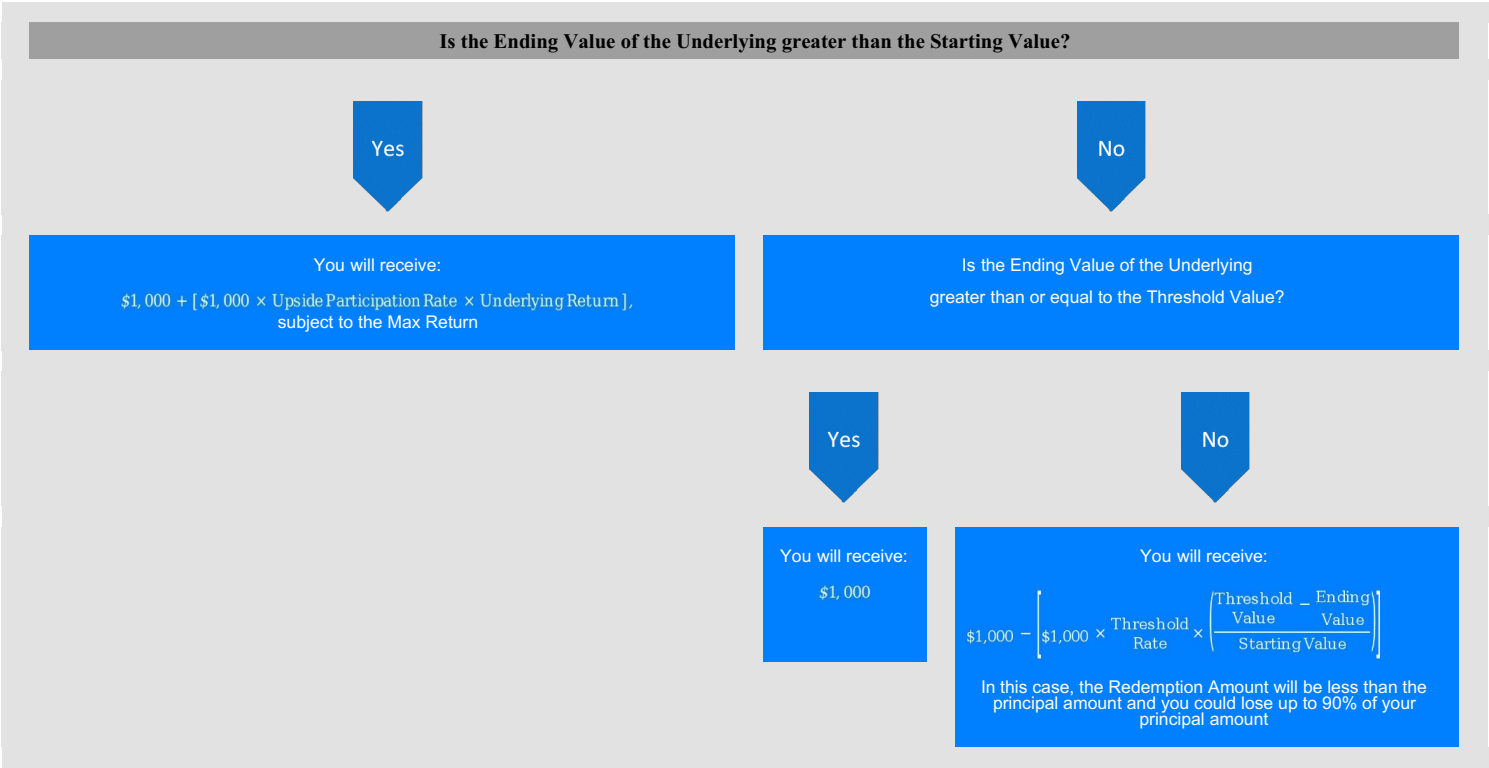 Is the Ending Value of the Underlying greater than the Starting Value?
Yes
No
You will receive:
$1,000 + [$1,000 × Upside Participation Rate × Underlying Return],
subject to the Max Return
Is the Ending Value of the Underlying
greater than or equal to the Threshold Value?
Yes
No
You will receive:
$1,000
You will receive:
$1,000 − [$1,000 × Threshold Rate × ((Threshold Value − Ending Value) / Starting Value)]
In this case, the Redemption Amount will be less than the
principal amount and you could lose up to 90% of your
principal amount